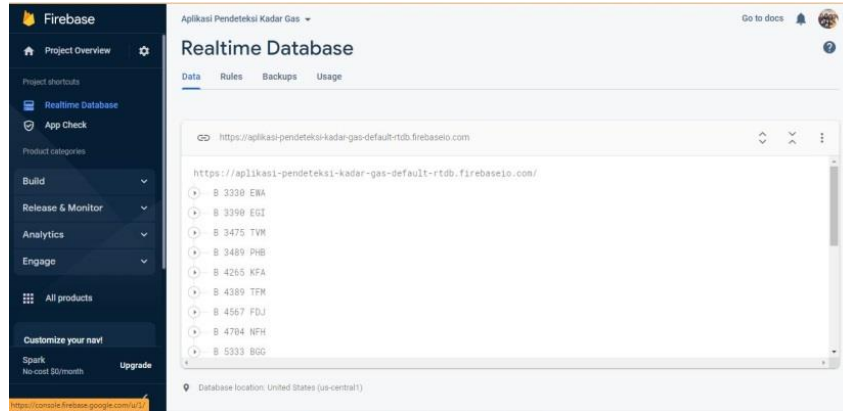 Firebase
Project Overview
Project shortcuts
Realtime Database
App Check
Product categories
Build
Release & Monitor
Analytics
Engage
All products
Customize your nav!
Spark
No-cost $0/month
Upgrade
https://console.firebase.google.com/u/1/
Aplikasi Pendeteksi Kadar Gas
Go to docs
Realtime Database
Data Rules Backups Usage
https://aplikasi-pendeteksi-kadar-gas-default-rtdb.firebaseio.com
https://aplikasi-pendeteksi-kadar-gas-default-rtdb.firebaseio.com/
B 3330 EWA
B 3390 EGI
B 3475 TVM
B 3489 PHB
B 4265 KFA
B 4389 TFM
B 4567 FDJ
B 4704 NFH
B 5333 BGG
Database location: United States (us-central1)